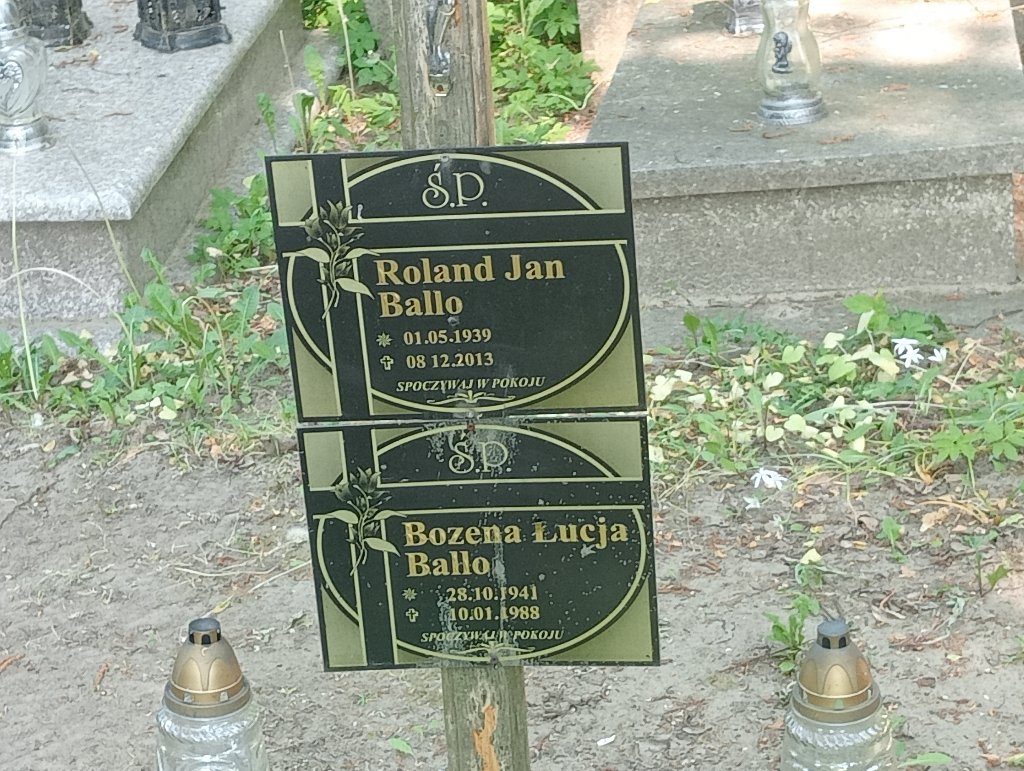 Ś.P.
Roland Jan
Ballo
01.05.1939
08.12.2013
SPOCZYWAJ W POKOJU
Ś.P.
Bozena Łucja
Bałło
28.10.1941
10.01.1988
SPOCZYWAJ W POKOJU